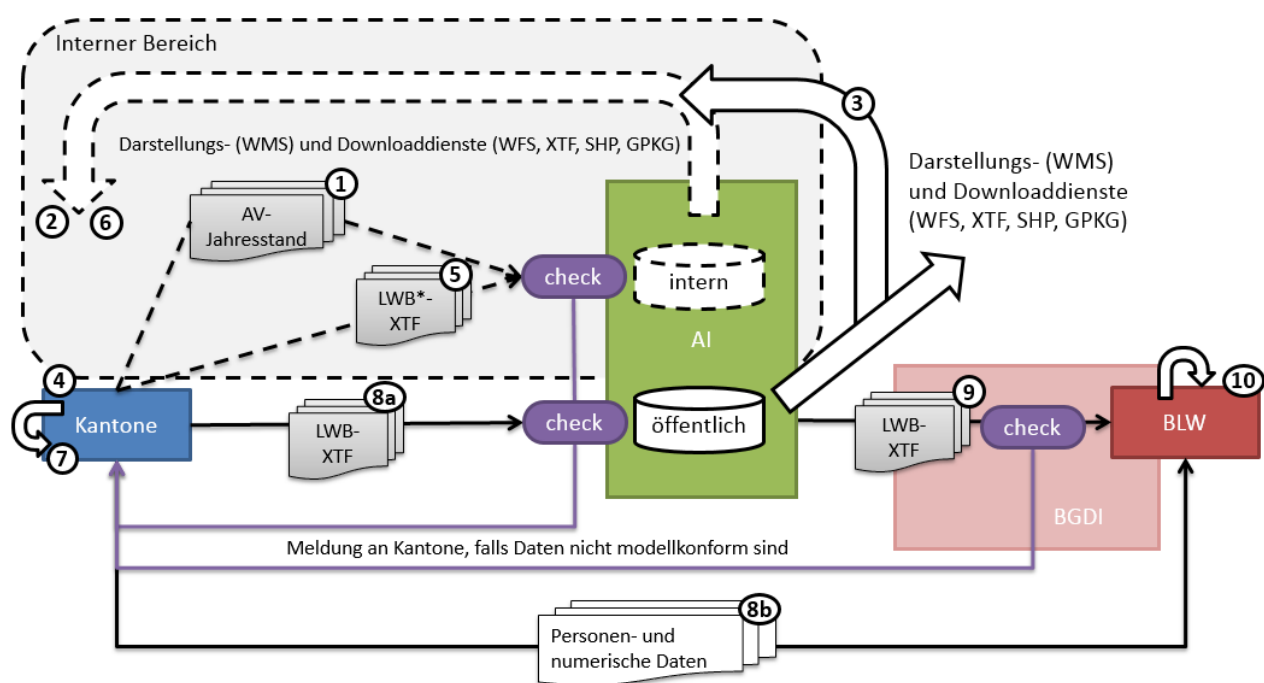 Interner Bereich
3
Darstellungs- (WMS) und Downloaddienste (WFS, XTF, SHP, GPKG)
Darstellungs- (WMS)
und Downloaddienste
(WFS, XTF, SHP, GPKG)
1
AV-
Jahresstand
2
6
5
LWB*-
XTF
check
intern
AI
4
Kantone
7
8a
LWB-
XTF
check
öffentlich
9
LWB-
XTF
check
10
BLW
BGDI
Meldung an Kantone, falls Daten nicht modellkonform sind
8b
Personen- und
numerische Daten